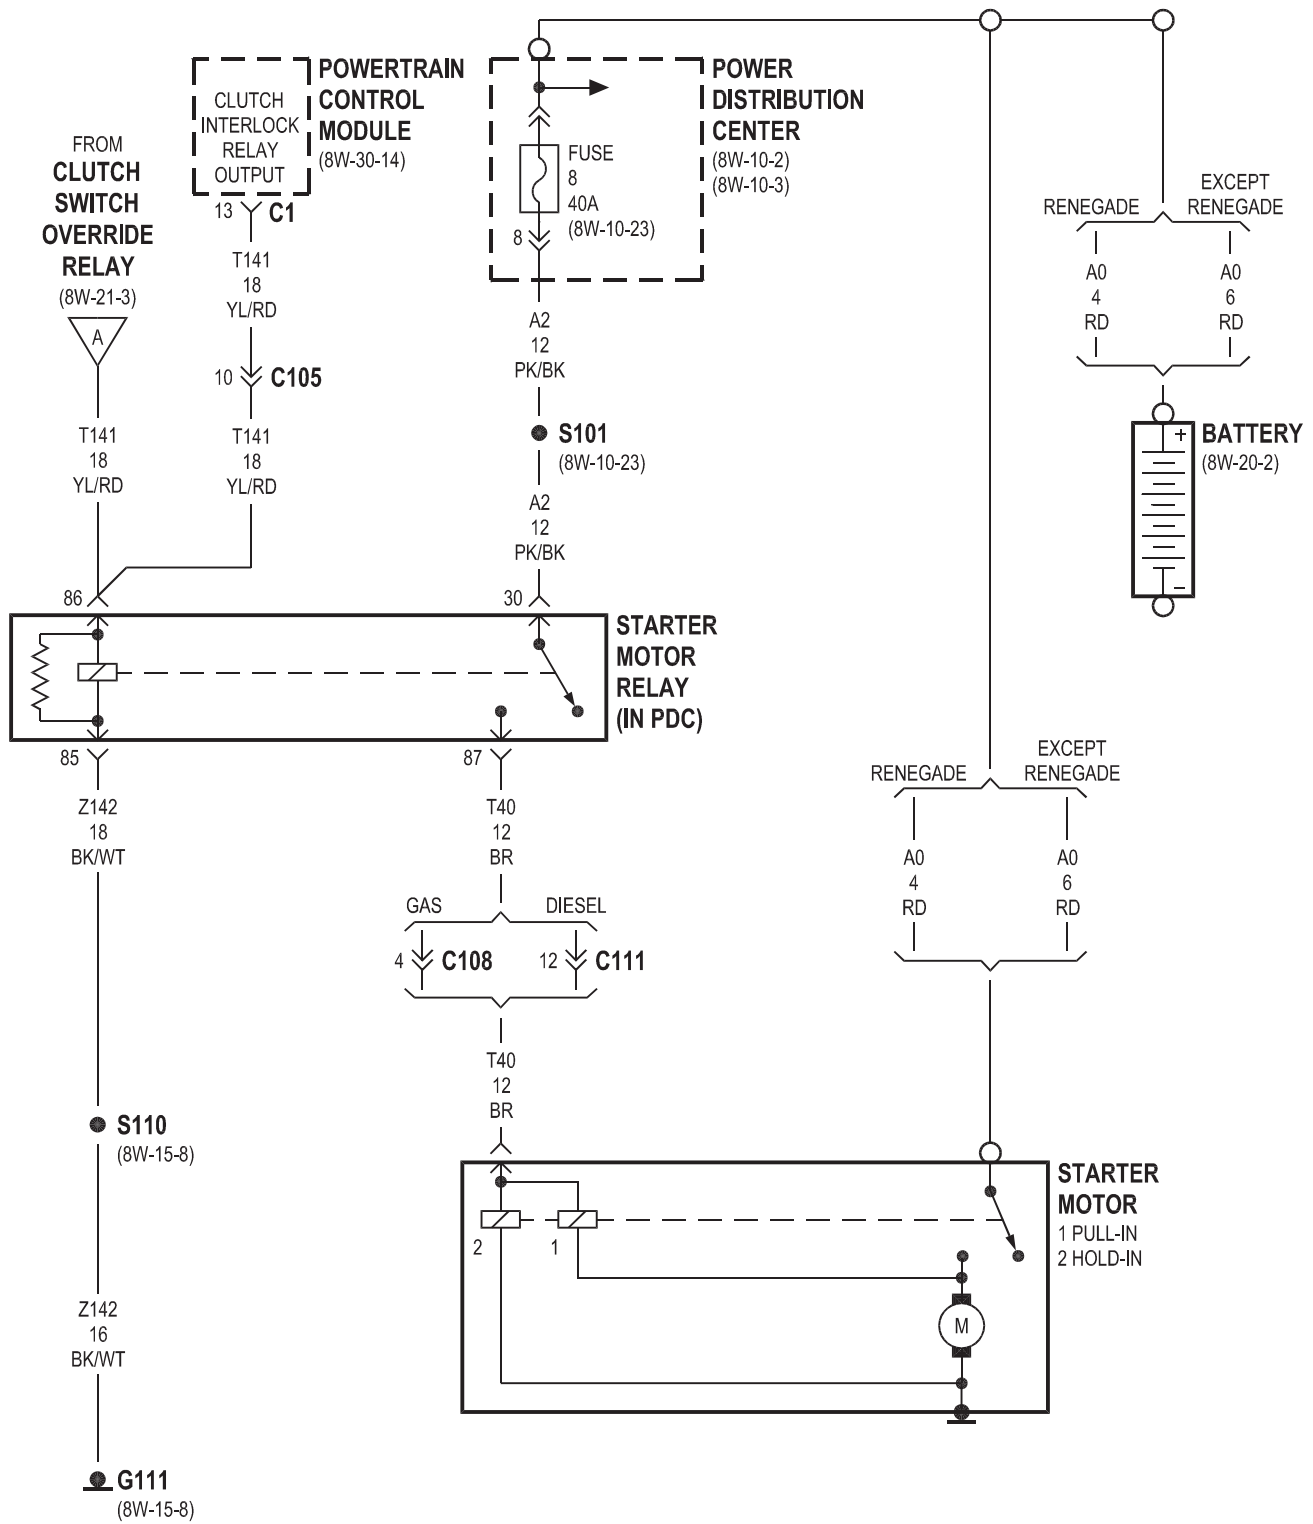 POWERTRAIN
CONTROL
MODULE
(8W-30-14)
CLUTCH
INTERLOCK
RELAY
OUTPUT
13
C1
T141
18
YL/RD
10
C105
T141
18
YL/RD
FROM
CLUTCH
SWITCH
OVERRIDE
RELAY
(8W-21-3)
A
T141
18
YL/RD
POWER
DISTRIBUTION
CENTER
(8W-10-2)
(8W-10-3)
FUSE
8
40A
(8W-10-23)
8
A2
12
PK/BK
S101
(8W-10-23)
A2
12
PK/BK
RENEGADE
EXCEPT
RENEGADE
A0
4
RD
A0
6
RD
+
-
BATTERY
(8W-20-2)
86
30
STARTER
MOTOR
RELAY
(IN PDC)
85
87
Z142
18
BK/WT
T40
12
BR
GAS
DIESEL
4
C108
12
C111
T40
12
BR
RENEGADE
EXCEPT
RENEGADE
A0
4
RD
A0
6
RD
S110
(8W-15-8)
STARTER
MOTOR
1 PULL-IN
2 HOLD-IN
2
1
M
Z142
16
BK/WT
G111
(8W-15-8)